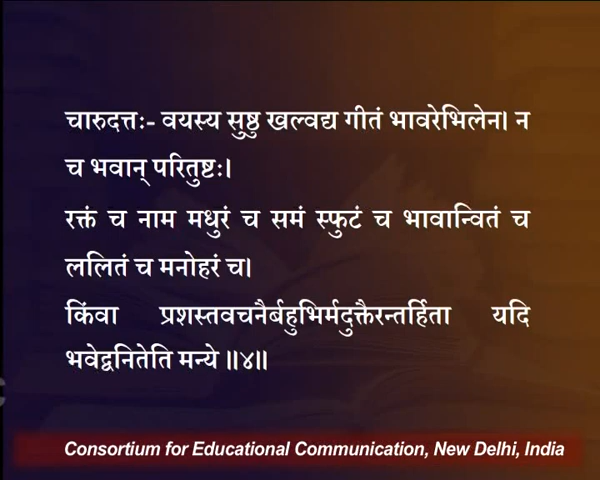 चारुदत्तः- वयस्य सुष्ठु खल्वद्य गीतं भावरेभिलेन। न
च भवान् परितुष्टः।
रक्तं च नाम मधुरं च समं स्फुटं च भावान्वितं च
ललितं च मनोहरं च।
किंवा प्रशस्तवचनैर्बहुभिर्मदुक्तैरन्तर्हिता यदि
भवेद्वनितेति मन्ये ॥४॥
Consortium for Educational Communication, New Delhi, India